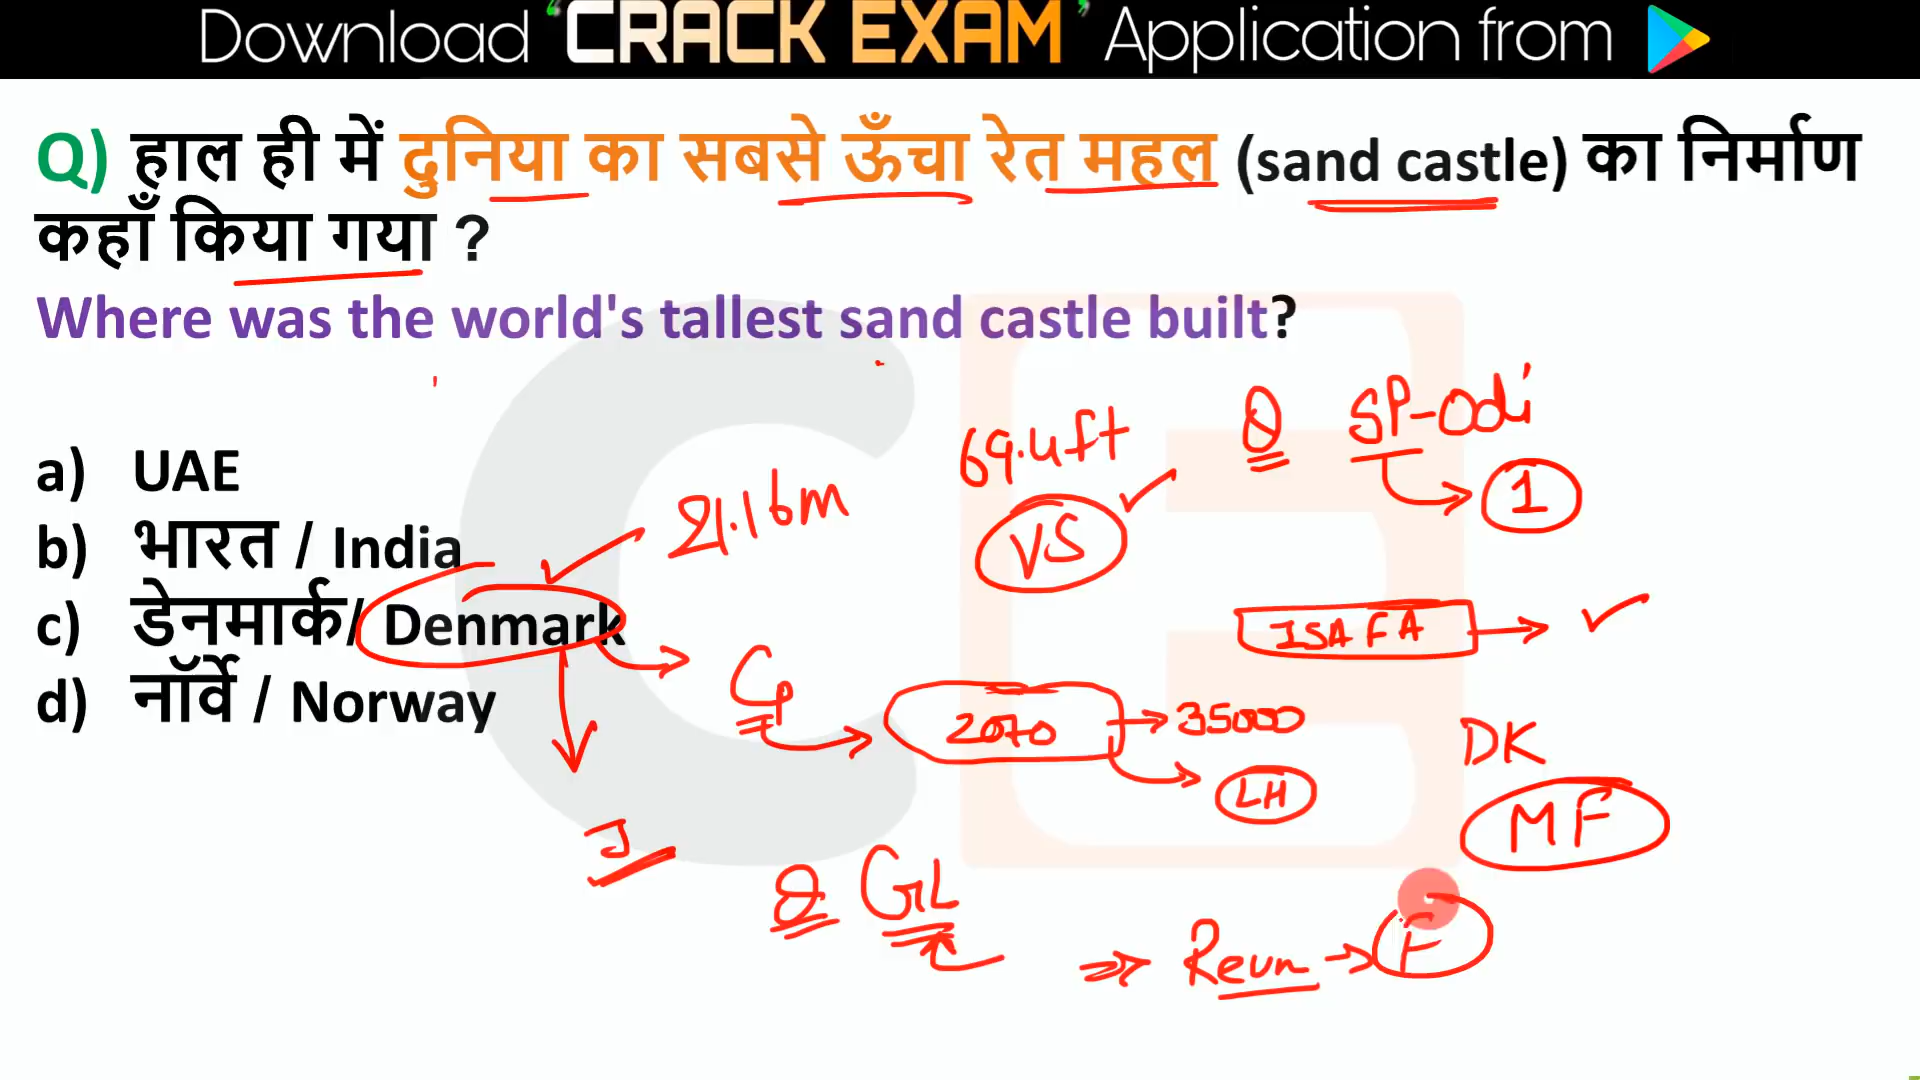 Download 'CRACK EXAM' Application from
Q) हाल ही में दुनिया का सबसे ऊँचा रेत महल (sand castle) का निर्माण
कहाँ किया गया ?
Where was the world's tallest sand castle built?
a) UAE
b) भारत / India
c) डेनमार्क/ Denmark
d) नॉर्वे / Norway
21.16m
69.4ft
VS
SP-Odi
1
ISAFA
Cp
2070
35000
LH
DK
MF
J
GL
Reun
F